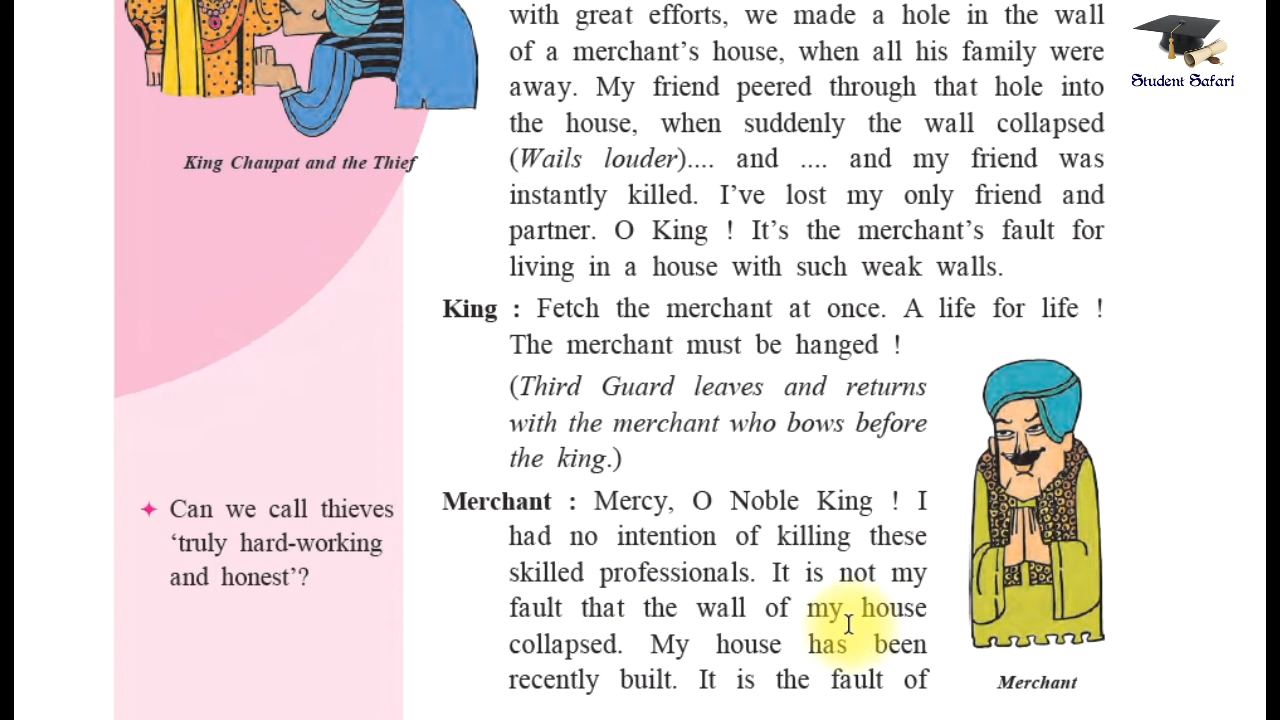 with great efforts, we made a hole in the wall
of a merchant's house, when all his family were
away. My friend peered through that hole into
the house, when suddenly the wall collapsed
(Wails louder).... and .... and my friend was
instantly killed. I've lost my only friend and
partner. O King ! It's the merchant's fault for
living in a house with such weak walls.
King : Fetch the merchant at once. A life for life !
The merchant must be hanged !
(Third Guard leaves and returns
with the merchant who bows before
the king.)
Merchant : Mercy, O Noble King ! I
had no intention of killing these
skilled professionals. It is not my
fault that the wall of my house
collapsed. My house has been
recently built. It is the fault of
King Chaupat and the Thief
✦ Can we call thieves
'truly hard-working
and honest'?
Merchant
Student Safari